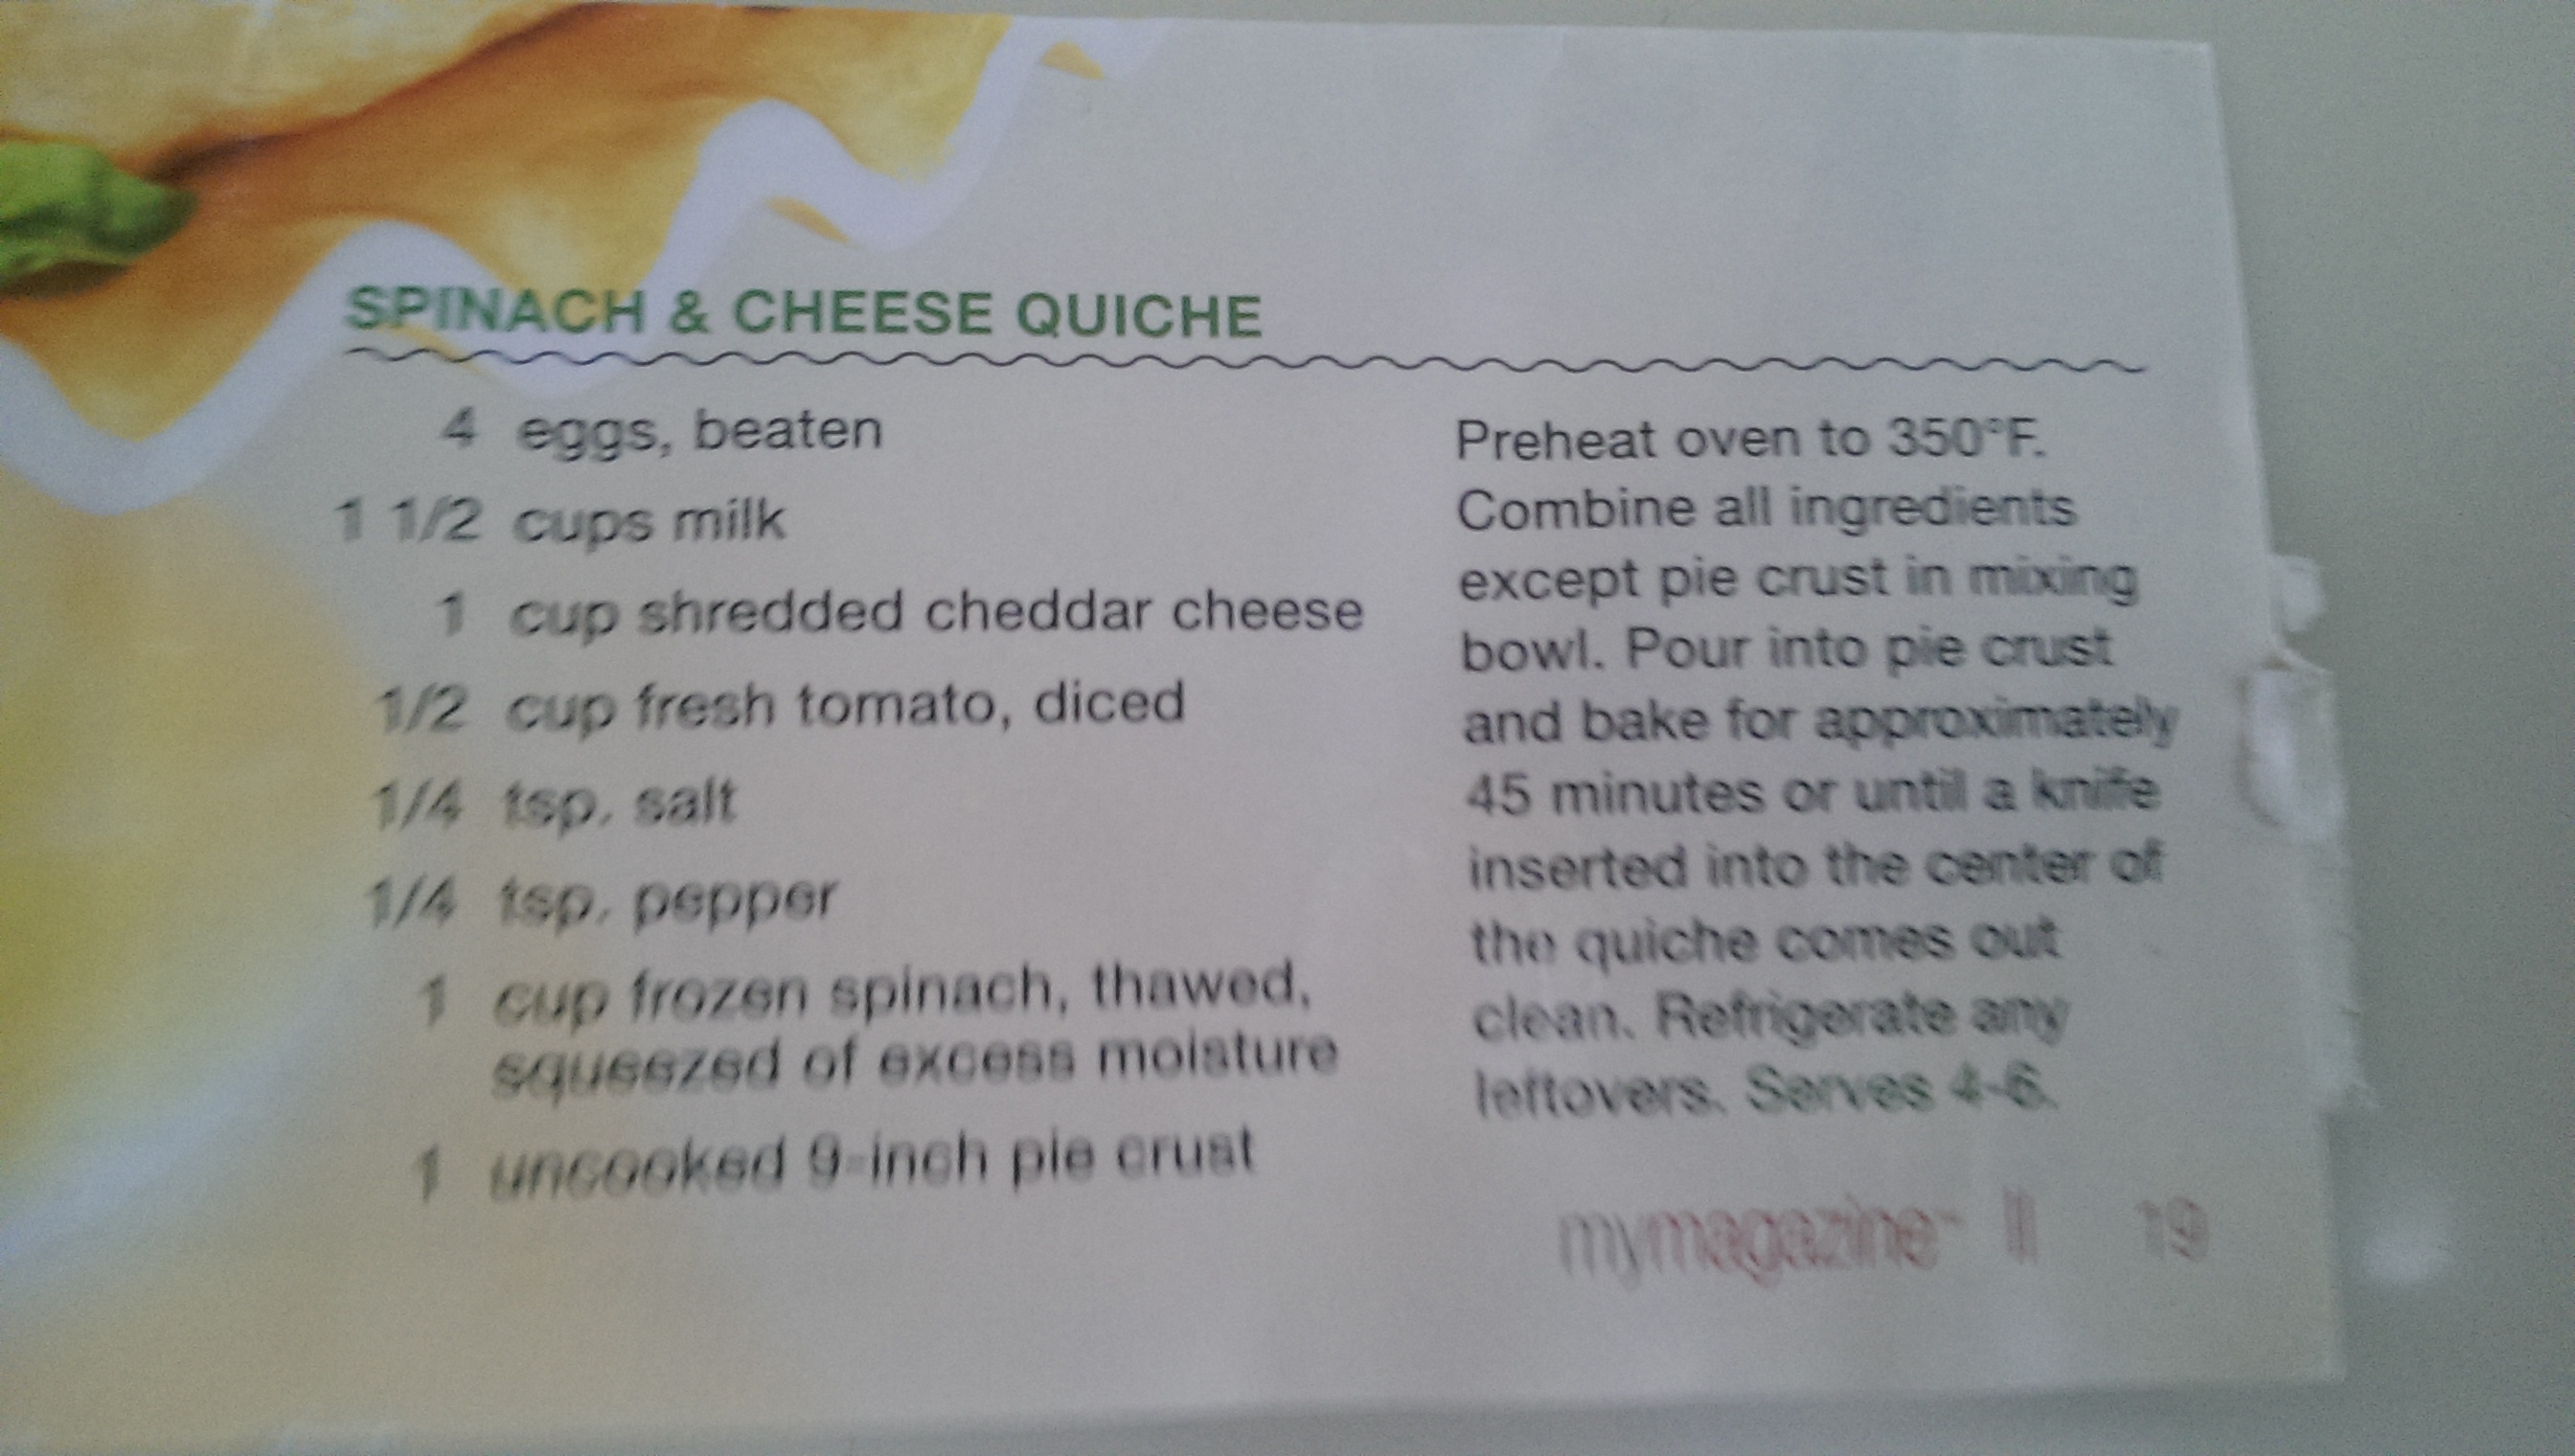 SPINACH & CHEESE QUICHE
4 eggs, beaten
1 1/2 cups milk
1 cup shredded cheddar cheese
1/2 cup fresh tomato, diced
1/4 tsp. salt
1/4 tsp. pepper
1 cup frozen spinach, thawed,
squeezed of excess moisture
1 uncooked 9-inch pie crust
Preheat oven to 350°F.
Combine all ingredients
except pie crust in mixing
bowl. Pour into pie crust
and bake for approximately
45 minutes or until a knife
inserted into the center of
the quiche comes out
clean. Refrigerate any
leftovers. Serves 4-6.
mymagazine™ || 19